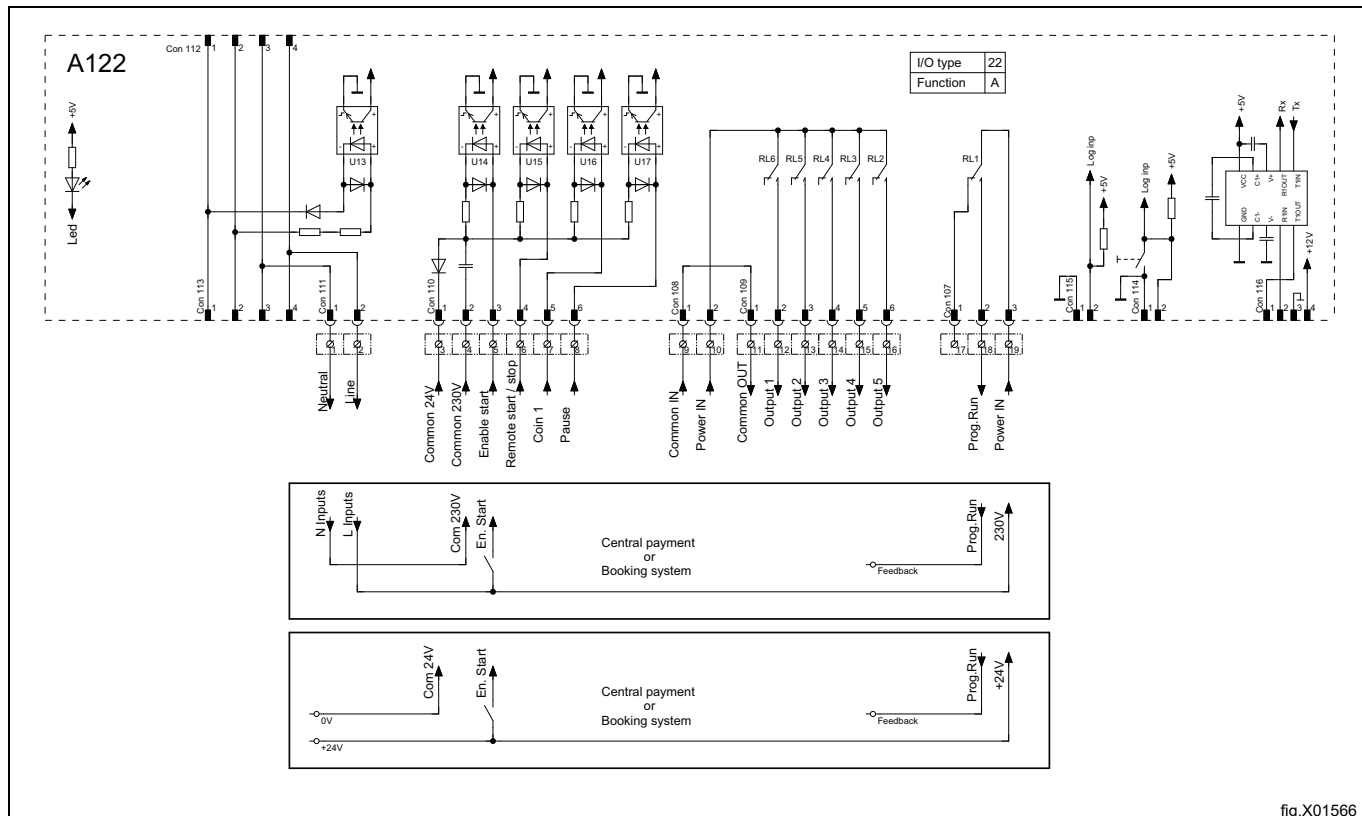 A122
Con 112
1
2
3
4
I/O type 22
Function A
+5V
Led
U13
U14
U15
U16
U17
- +
- +
- +
- +
- +
RL6
RL5
RL4
RL3
RL2
RL1
Log inp
+5V
Log inp
+5V
+5V
Rx
Tx
VCC
C1+
V+
R1OUT
T1IN
GND
C1-
V-
R1IN
T1OUT
+12V
Con 113
1
2
3
4
Con 111
1
2
Con 110
1
2
3
4
5
6
Con 108
1
2
Con 109
1
2
3
4
5
6
Con 107
1
2
3
Con 115
1
2
Con 114
1
2
Con 116
1
2
3
4
1
2
3
4
5
6
7
8
9
10
11
12
13
14
15
16
17
18
19
Neutral
Line
Common 24V
Common 230V
Enable start
Remote start / stop
Coin 1
Pause
Common IN
Power IN
Common OUT
Output 1
Output 2
Output 3
Output 4
Output 5
Prog.Run
Power IN
N Inputs
L Inputs
Com 230V
En. Start
Central payment
or
Booking system
Feedback
Prog.Run
230V
Com 24V
En. Start
0V
+24V
Central payment
or
Booking system
Feedback
Prog.Run
+24V
fig.X01566